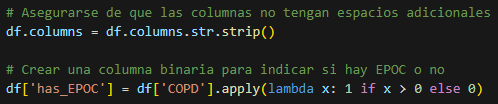 # Asegurarse de que las columnas no tengan espacios adicionales
df.columns = df.columns.str.strip()
# Crear una columna binaria para indicar si hay EPOC o no
df['has_EPOC'] = df['COPD'].apply(lambda x: 1 if x > 0 else 0)